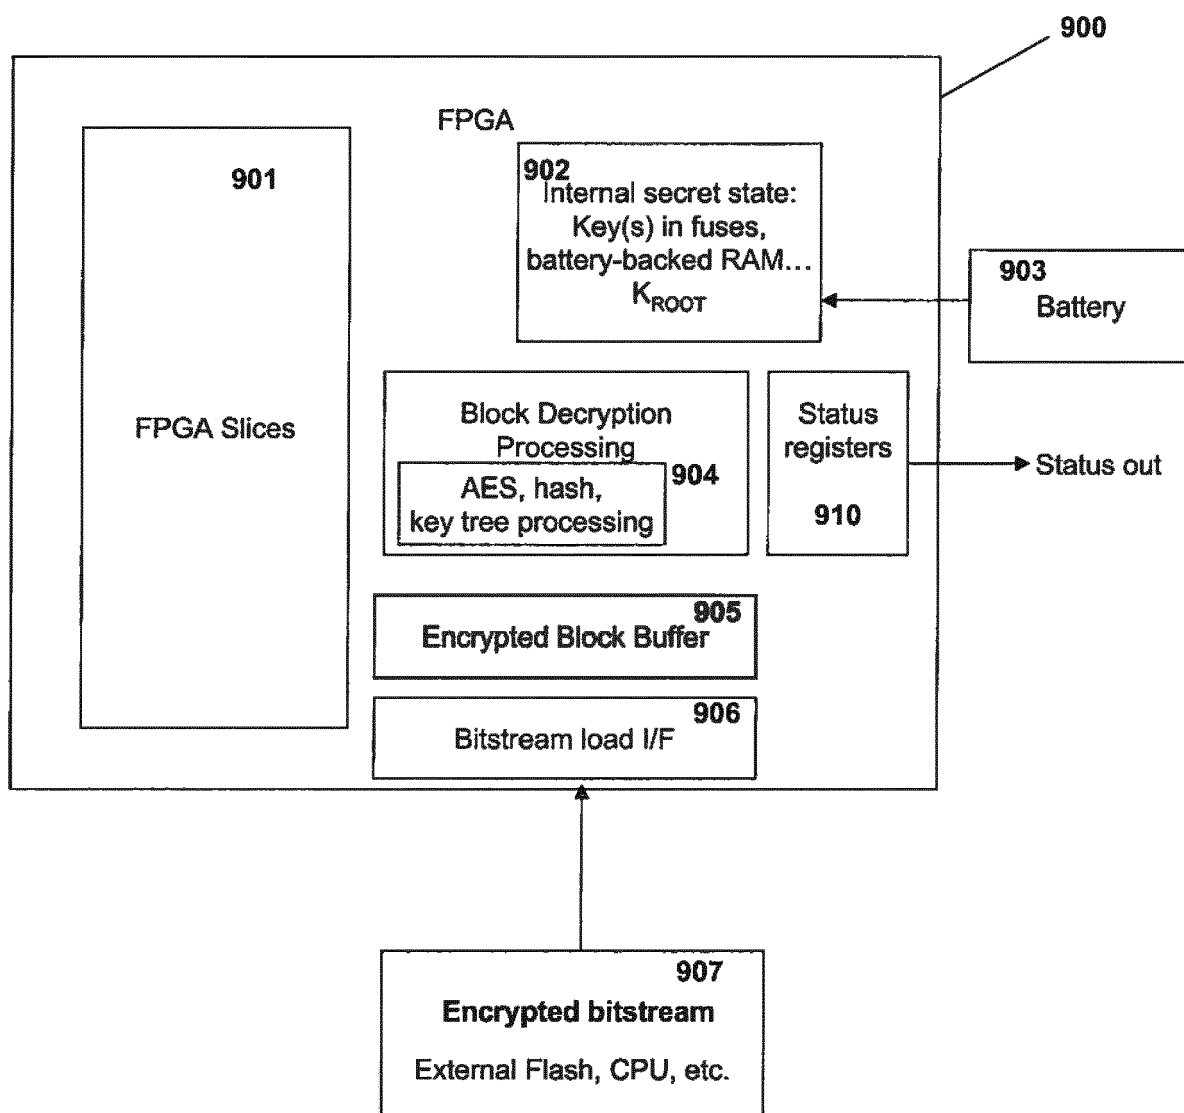 900
FPGA
901
902
Internal secret state:
Key(s) in fuses,
battery-backed RAM...
K_ROOT
903
Battery
FPGA Slices
Block Decryption
Processing
904
AES, hash,
key tree processing
Status
registers
910
Status out
905
Encrypted Block Buffer
906
Bitstream load I/F
907
Encrypted bitstream
External Flash, CPU, etc.